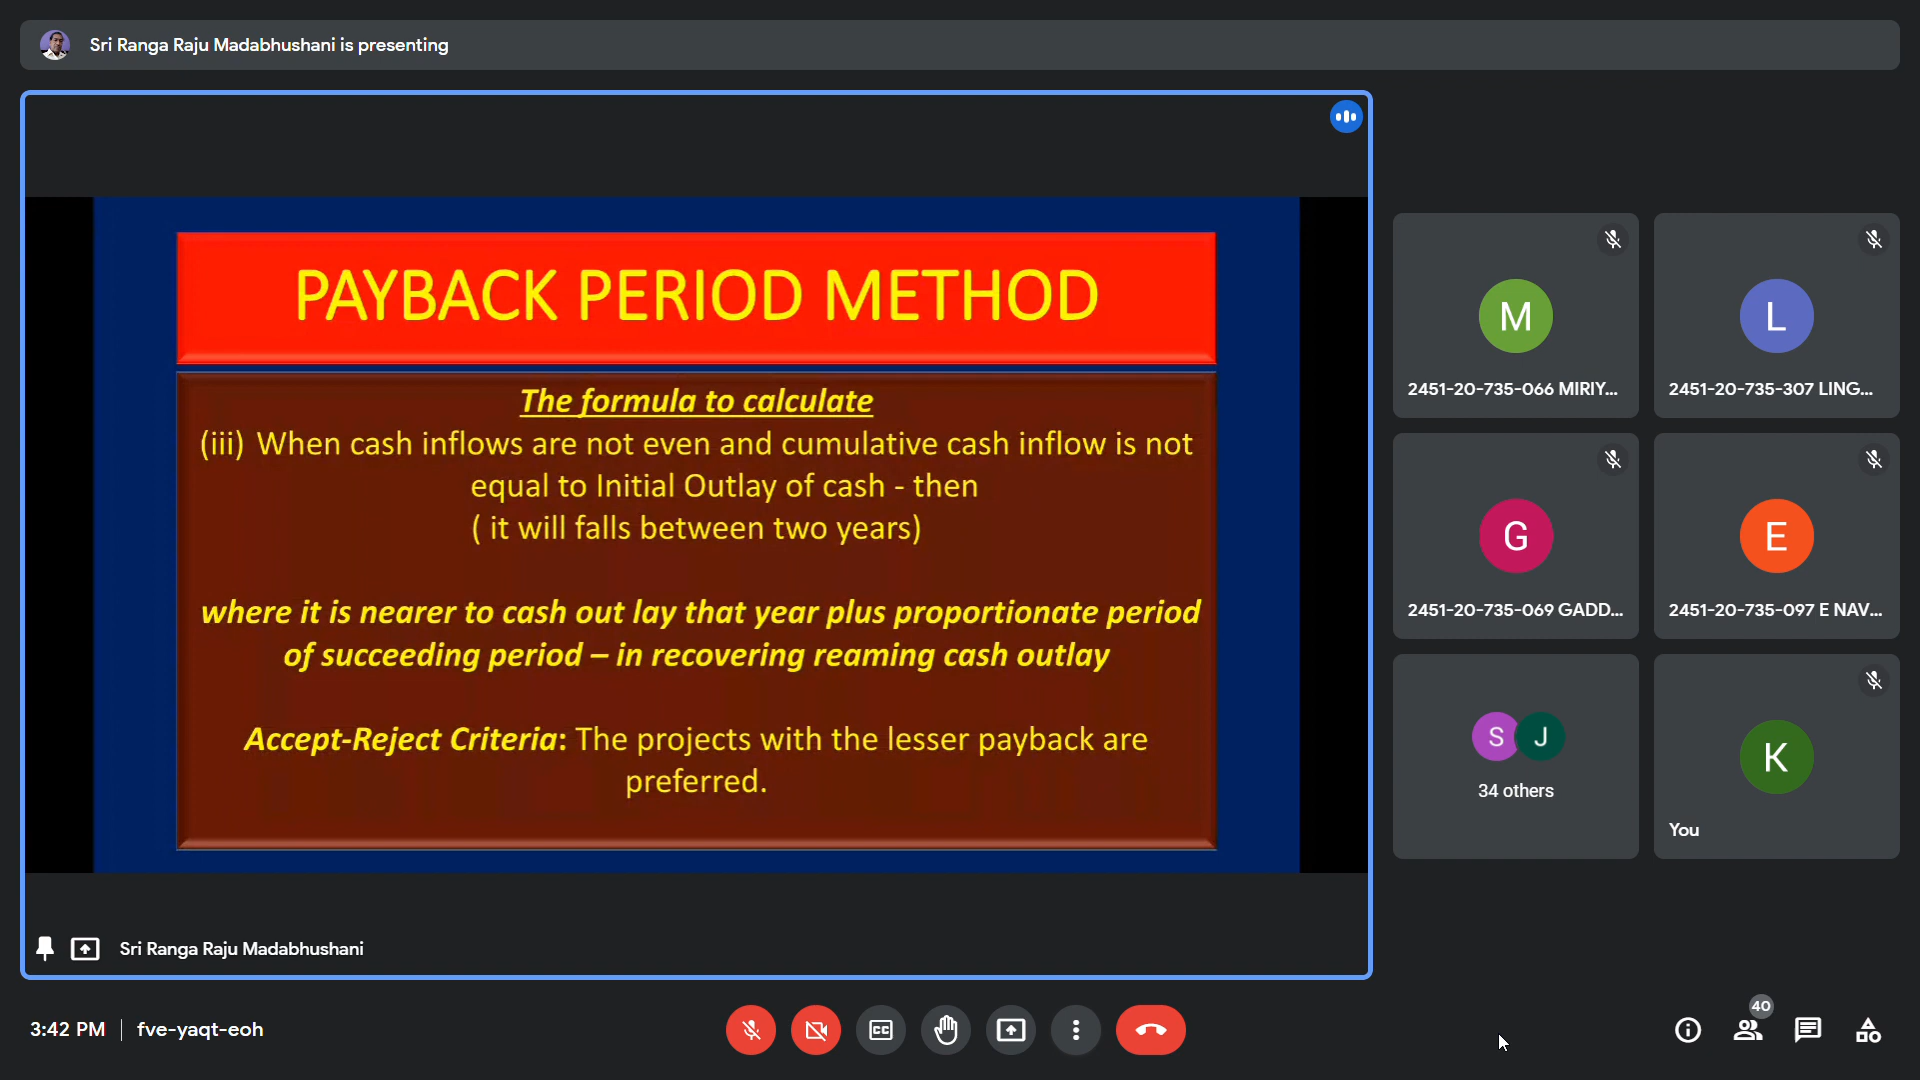 Sri Ranga Raju Madabhushani is presenting
PAYBACK PERIOD METHOD
The formula to calculate
(iii) When cash inflows are not even and cumulative cash inflow is not
equal to Initial Outlay of cash - then
( it will falls between two years)
where it is nearer to cash out lay that year plus proportionate period
of succeeding period – in recovering reaming cash outlay
Accept-Reject Criteria: The projects with the lesser payback are
preferred.
Sri Ranga Raju Madabhushani
M
2451-20-735-066 MIRIY...
L
2451-20-735-307 LING...
G
2451-20-735-069 GADD...
E
2451-20-735-097 E NAV...
S J
34 others
K
You
3:42 PM | fve-yaqt-eoh
CC
40